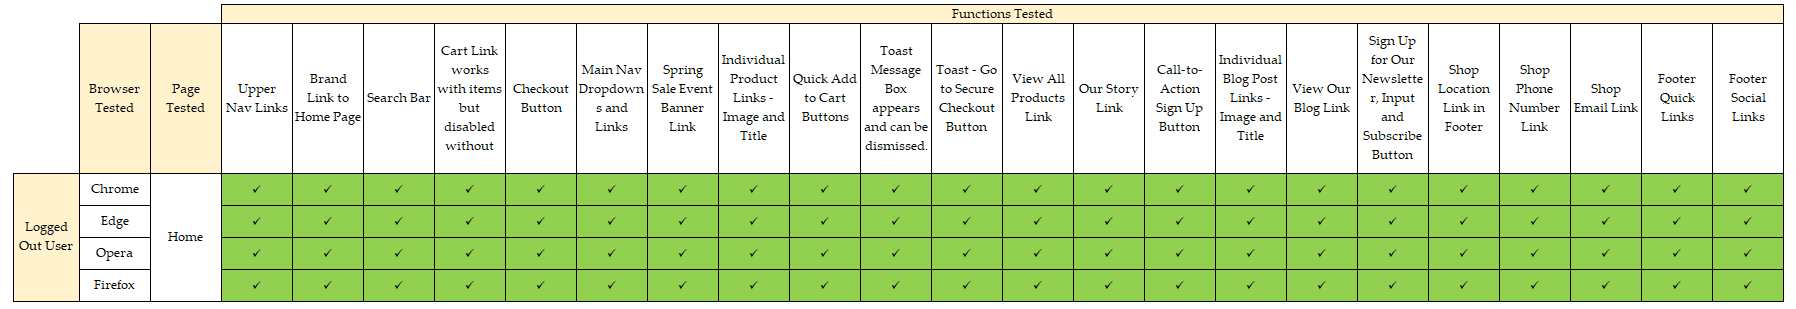 Functions Tested
Browser
Tested
Page
Tested
Upper
Nav Links
Brand
Link to
Home Page
Search Bar
Cart Link
works
with items
but
disabled
without
Checkout
Button
Main Nav
Dropdown
s and
Links
Spring
Sale Event
Banner
Link
Individual
Product
Links -
Image and
Title
Quick Add
to Cart
Buttons
Toast
Message
Box
appears
and can be
dismissed.
Toast - Go
to Secure
Checkout
Button
View All
Products
Link
Our Story
Link
Call-to-
Action
Sign Up
Button
Individual
Blog Post
Links -
Image and
Title
View Our
Blog Link
Sign Up
for Our
Newslette
r, Input
and
Subscribe
Button
Shop
Location
Link in
Footer
Shop
Phone
Number
Link
Shop
Email Link
Footer
Quick
Links
Footer
Social
Links
Logged
Out User
Chrome
Home
✓ ✓ ✓ ✓ ✓ ✓ ✓ ✓ ✓ ✓ ✓ ✓ ✓ ✓ ✓ ✓ ✓ ✓ ✓ ✓ ✓ ✓
Edge
✓ ✓ ✓ ✓ ✓ ✓ ✓ ✓ ✓ ✓ ✓ ✓ ✓ ✓ ✓ ✓ ✓ ✓ ✓ ✓ ✓ ✓
Opera
✓ ✓ ✓ ✓ ✓ ✓ ✓ ✓ ✓ ✓ ✓ ✓ ✓ ✓ ✓ ✓ ✓ ✓ ✓ ✓ ✓ ✓
Firefox
✓ ✓ ✓ ✓ ✓ ✓ ✓ ✓ ✓ ✓ ✓ ✓ ✓ ✓ ✓ ✓ ✓ ✓ ✓ ✓ ✓ ✓